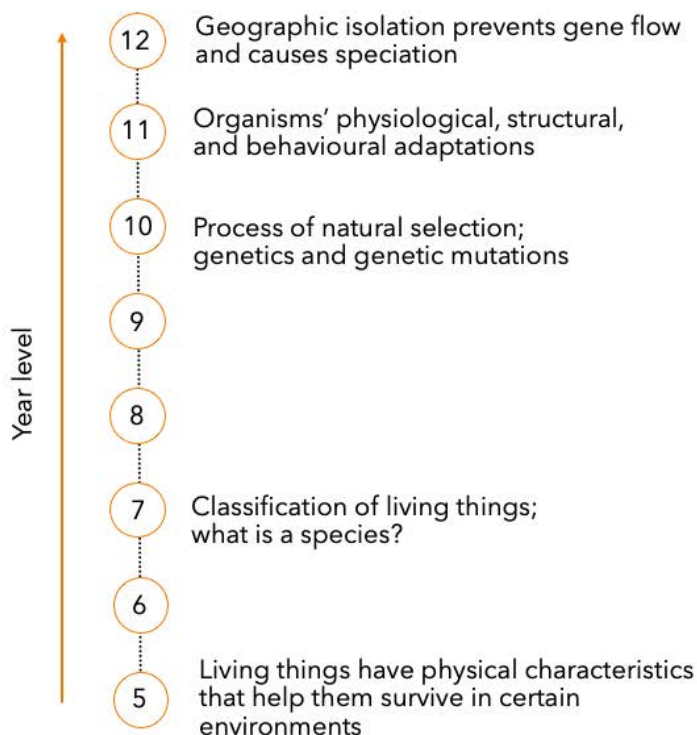 12
Geographic isolation prevents gene flow
and causes speciation
11
Organisms' physiological, structural,
and behavioural adaptations
10
Process of natural selection;
genetics and genetic mutations
9
Year level
8
7
Classification of living things;
what is a species?
6
5
Living things have physical characteristics
that help them survive in certain
environments